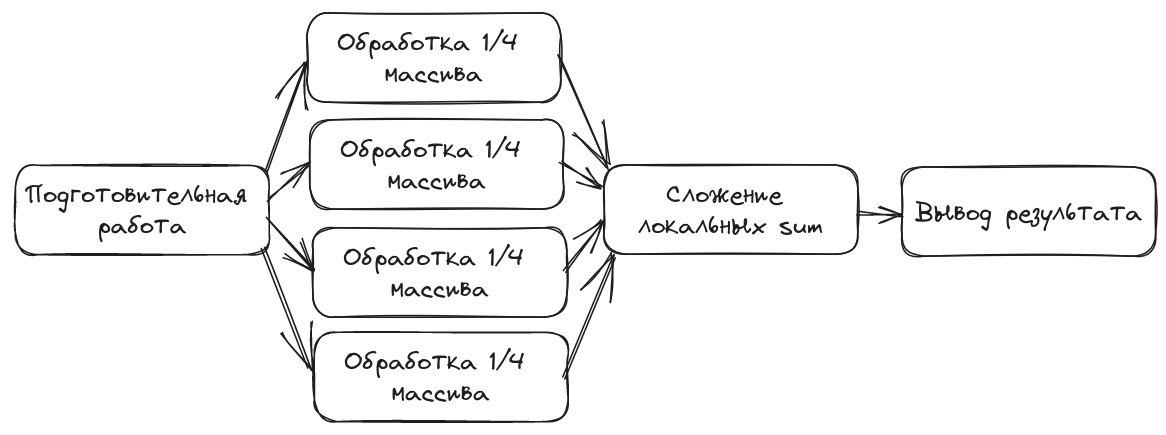 Подготовительная
работа
Обработка 1/4
массива
Обработка 1/4
массива
Обработка 1/4
массива
Обработка 1/4
массива
Сложение
локальных sum
Вывод результата